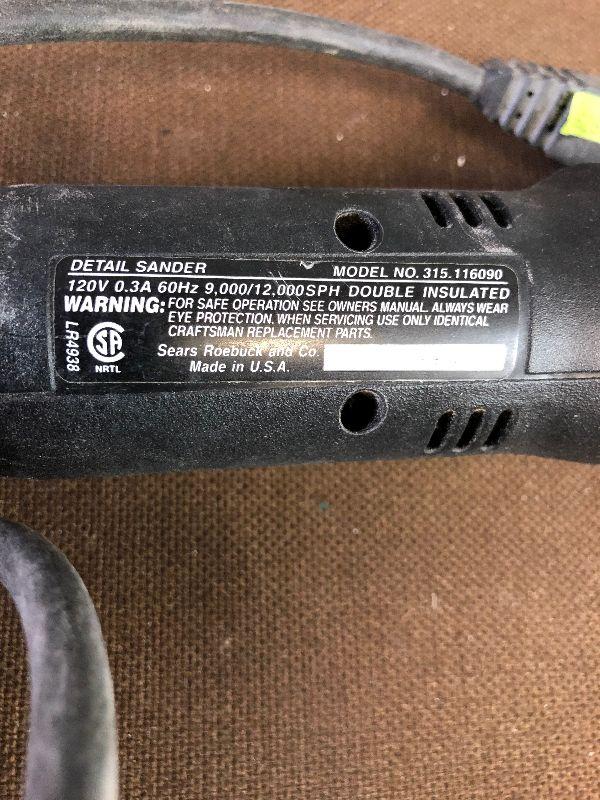 DETAIL SANDER MODEL NO. 315.116090
120V 0.3A 60Hz 9,000/12,000SPH DOUBLE INSULATED
WARNING: FOR SAFE OPERATION SEE OWNERS MANUAL. ALWAYS WEAR
EYE PROTECTION. WHEN SERVICING USE ONLY IDENTICAL
CRAFTSMAN REPLACEMENT PARTS.
Sears Roebuck and Co.
Made in U.S.A.
LR4938
SA
NRTL